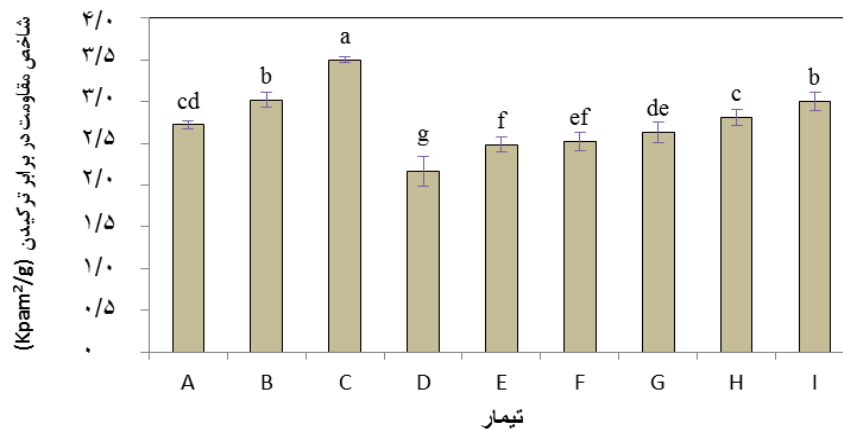 شاخص مقاومت در برابر ترکیدن (Kpam²/g)
۴/۰
۳/۵
۳/۰
۲/۵
۲/۰
۱/۵
۱/۰
۰/۵
۰
cd b a g f ef de c b
A B C D E F G H I
تیمار